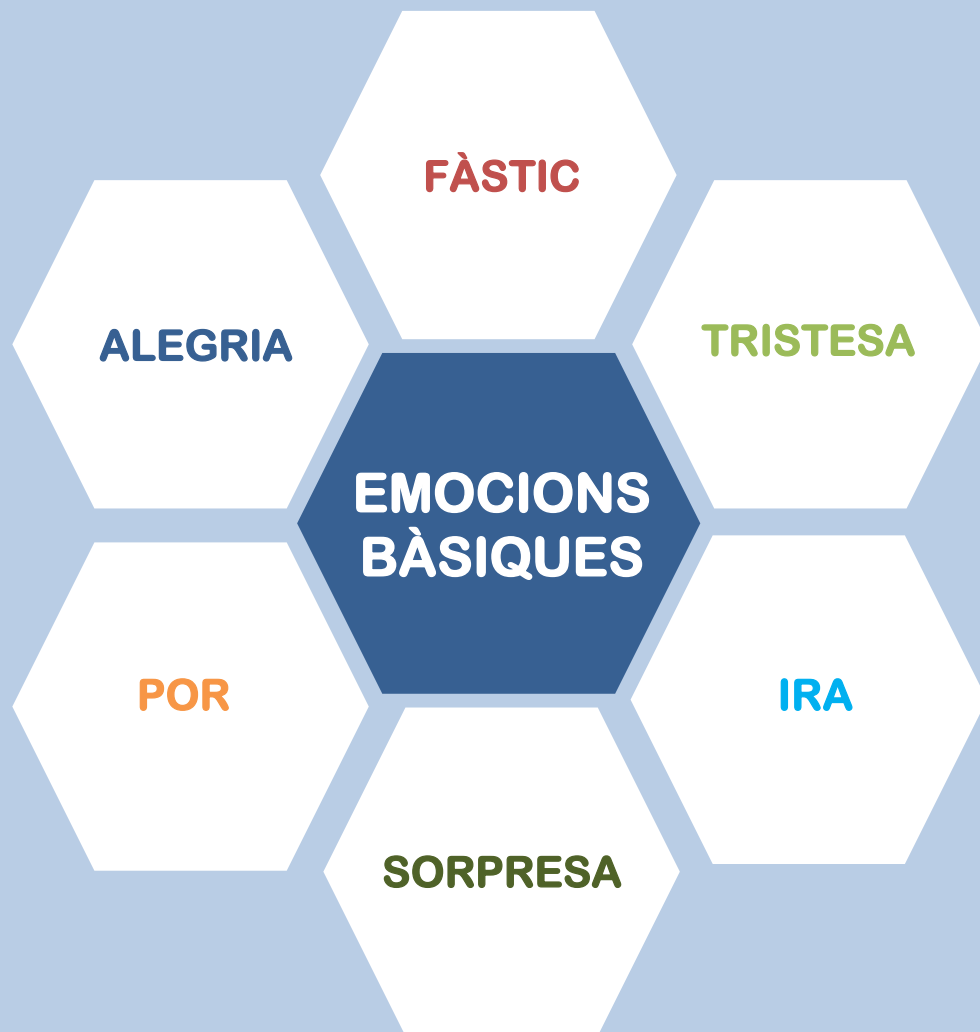 FÀSTIC
ALEGRIA
TRISTESA
EMOCIONS
BÀSIQUES
POR
IRA
SORPRESA